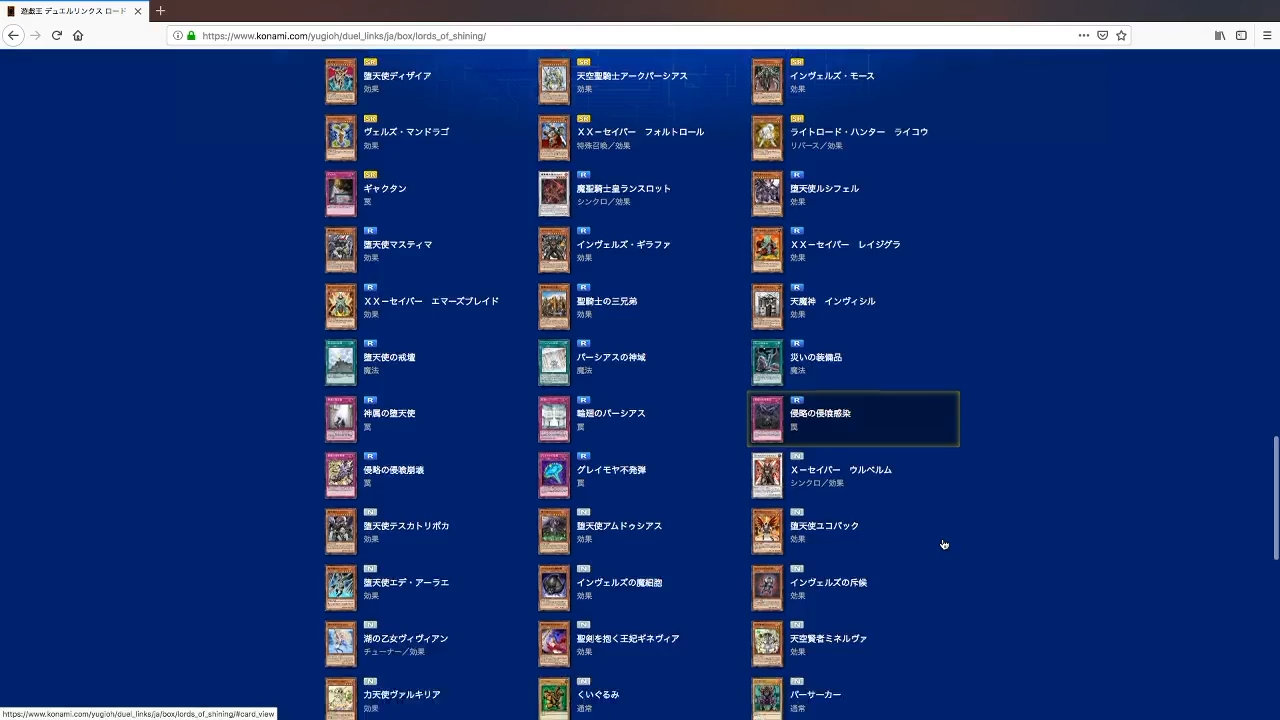 遊戯王 デュエルリンクス ロード
https://www.konami.com/yugioh/duel_links/ja/box/lords_of_shining/
SR SR SR
堕天使ディザイア 天空聖騎士アークパーシアス インヴェルズ・モース
効果 効果 効果
SR SR SR
ヴェルズ・マンドラゴ ＸＸ－セイバー　フォルトロール ライトロード・ハンター　ライコウ
効果 特殊召喚／効果 リバース／効果
SR R R
ギャクタン 魔聖騎士皇ランスロット 堕天使ルシフェル
罠 シンクロ／効果 効果
R R R
堕天使マスティマ インヴェルズ・ギラファ ＸＸ－セイバー　レイジグラ
効果 効果 効果
R R R
ＸＸ－セイバー　エマーズブレイド 聖騎士の三兄弟 天魔神　インヴィシル
効果 効果 効果
R R R
堕天使の戒壇 パーシアスの神域 災いの装備品
魔法 魔法 魔法
R R R
神属の堕天使 輪廻のパーシアス 侵略の侵喰感染
罠 罠 罠
R R N
侵略の侵喰崩壊 グレイモヤ不発弾 Ｘ－セイバー　ウルベルム
罠 罠 シンクロ／効果
N N N
堕天使テスカトリポカ 堕天使アムドゥシアス 堕天使ユコバック
効果 効果 効果
N N N
堕天使エデ・アーラエ インヴェルズの魔細胞 インヴェルズの斥候
効果 効果 効果
N N N
湖の乙女ヴィヴィアン 聖剣を抱く王妃ギネヴィア 天空賢者ミネルヴァ
チューナー／効果 効果 効果
N N N
力天使ヴァルキリア くいぐるみ バーサーカー
効果 通常 通常
https://www.konami.com/yugioh/duel_links/ja/box/lords_of_shining/#card_view